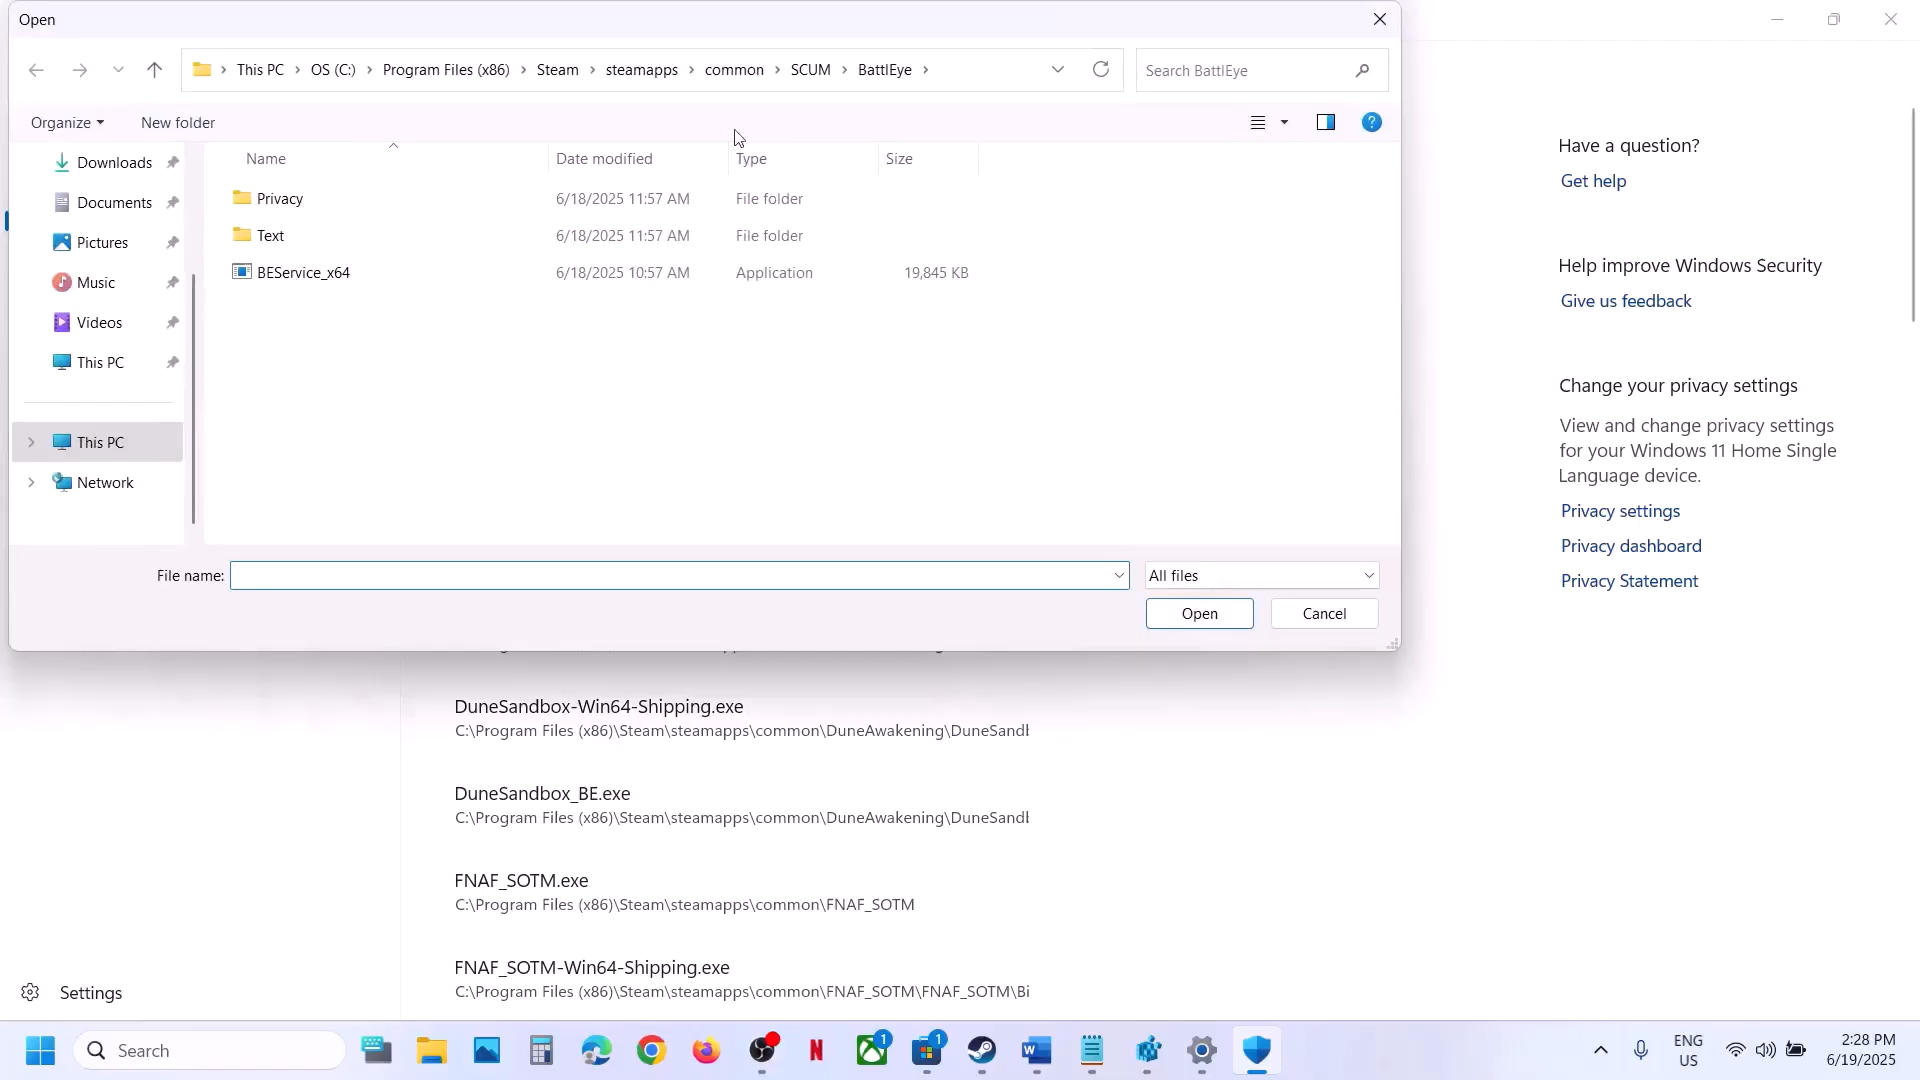 Open
This PC > OS (C:) > Program Files (x86) > Steam > steamapps > common > SCUM > BattlEye >
Search BattlEye
Organize
New folder
Name
Date modified
Type
Size
Downloads
Documents
Pictures
Music
Videos
This PC
This PC
Network
Privacy
6/18/2025 11:57 AM
File folder
Text
6/18/2025 11:57 AM
File folder
BEService_x64
6/18/2025 10:57 AM
Application
19,845 KB
File name:
All files
Open
Cancel
Have a question?
Get help
Help improve Windows Security
Give us feedback
Change your privacy settings
View and change privacy settings
for your Windows 11 Home Single
Language device.
Privacy settings
Privacy dashboard
Privacy Statement
DuneSandbox-Win64-Shipping.exe
C:\Program Files (x86)\Steam\steamapps\common\DuneAwakening\DuneSandl
DuneSandbox_BE.exe
C:\Program Files (x86)\Steam\steamapps\common\DuneAwakening\DuneSandl
FNAF_SOTM.exe
C:\Program Files (x86)\Steam\steamapps\common\FNAF_SOTM
FNAF_SOTM-Win64-Shipping.exe
C:\Program Files (x86)\Steam\steamapps\common\FNAF_SOTM\FNAF_SOTM\Bi
Settings
Search
1
1
ENG
US
2:28 PM
6/19/2025